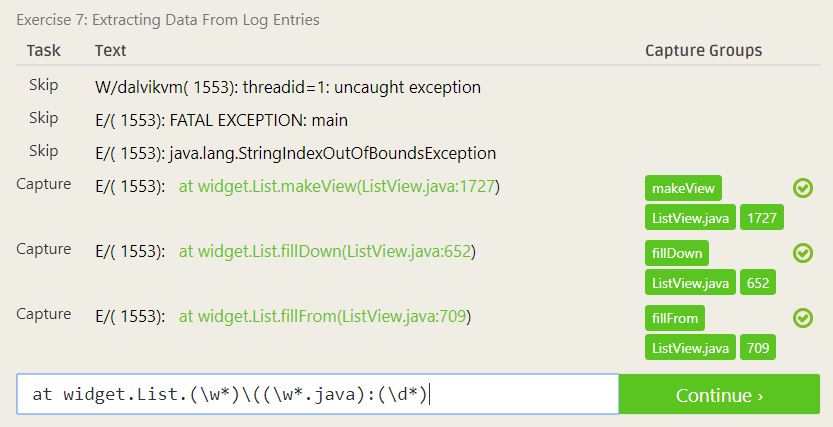 Exercise 7: Extracting Data From Log Entries
Task Text Capture Groups
Skip W/dalvikvm( 1553): threadid=1: uncaught exception
Skip E/( 1553): FATAL EXCEPTION: main
Skip E/( 1553): java.lang.StringIndexOutOfBoundsException
Capture E/( 1553):   at widget.List.makeView(ListView.java:1727) makeView
ListView.java 1727
Capture E/( 1553):   at widget.List.fillDown(ListView.java:652) fillDown
ListView.java 652
Capture E/( 1553):   at widget.List.fillFrom(ListView.java:709) fillFrom
ListView.java 709
at widget.List.(\w*)\((\w*.java):(\d*) Continue ›